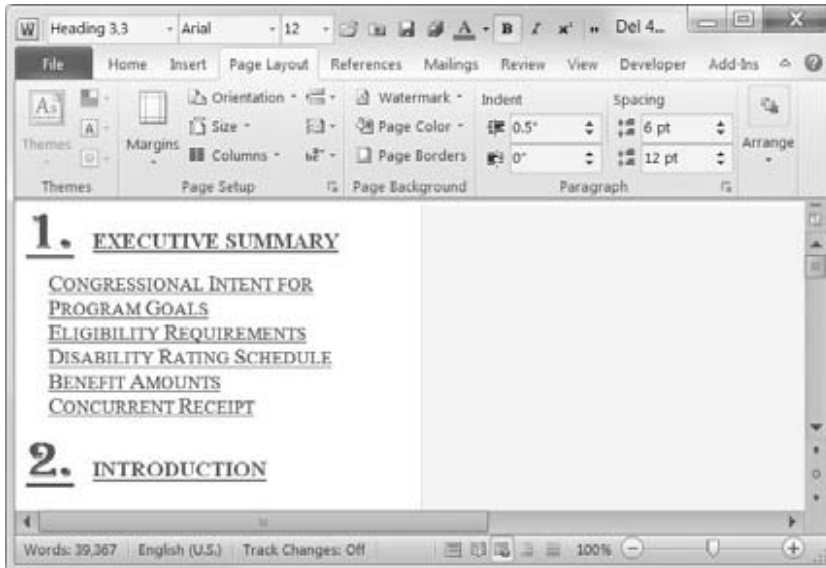 W Heading 3,3 Arial 12 A B I x² " Del 4...
File Home Insert Page Layout References Mailings Review View Developer Add-Ins
Aa Orientation Watermark Indent Spacing
A Size Page Color 0.5" 6 pt
Themes Margins Columns Page Borders 0" 12 pt Arrange
Themes Page Setup Page Background Paragraph
1. EXECUTIVE SUMMARY
CONGRESSIONAL INTENT FOR
PROGRAM GOALS
ELIGIBILITY REQUIREMENTS
DISABILITY RATING SCHEDULE
BENEFIT AMOUNTS
CONCURRENT RECEIPT
2. INTRODUCTION
Words: 39,367 English (U.S.) Track Changes: Off 100%